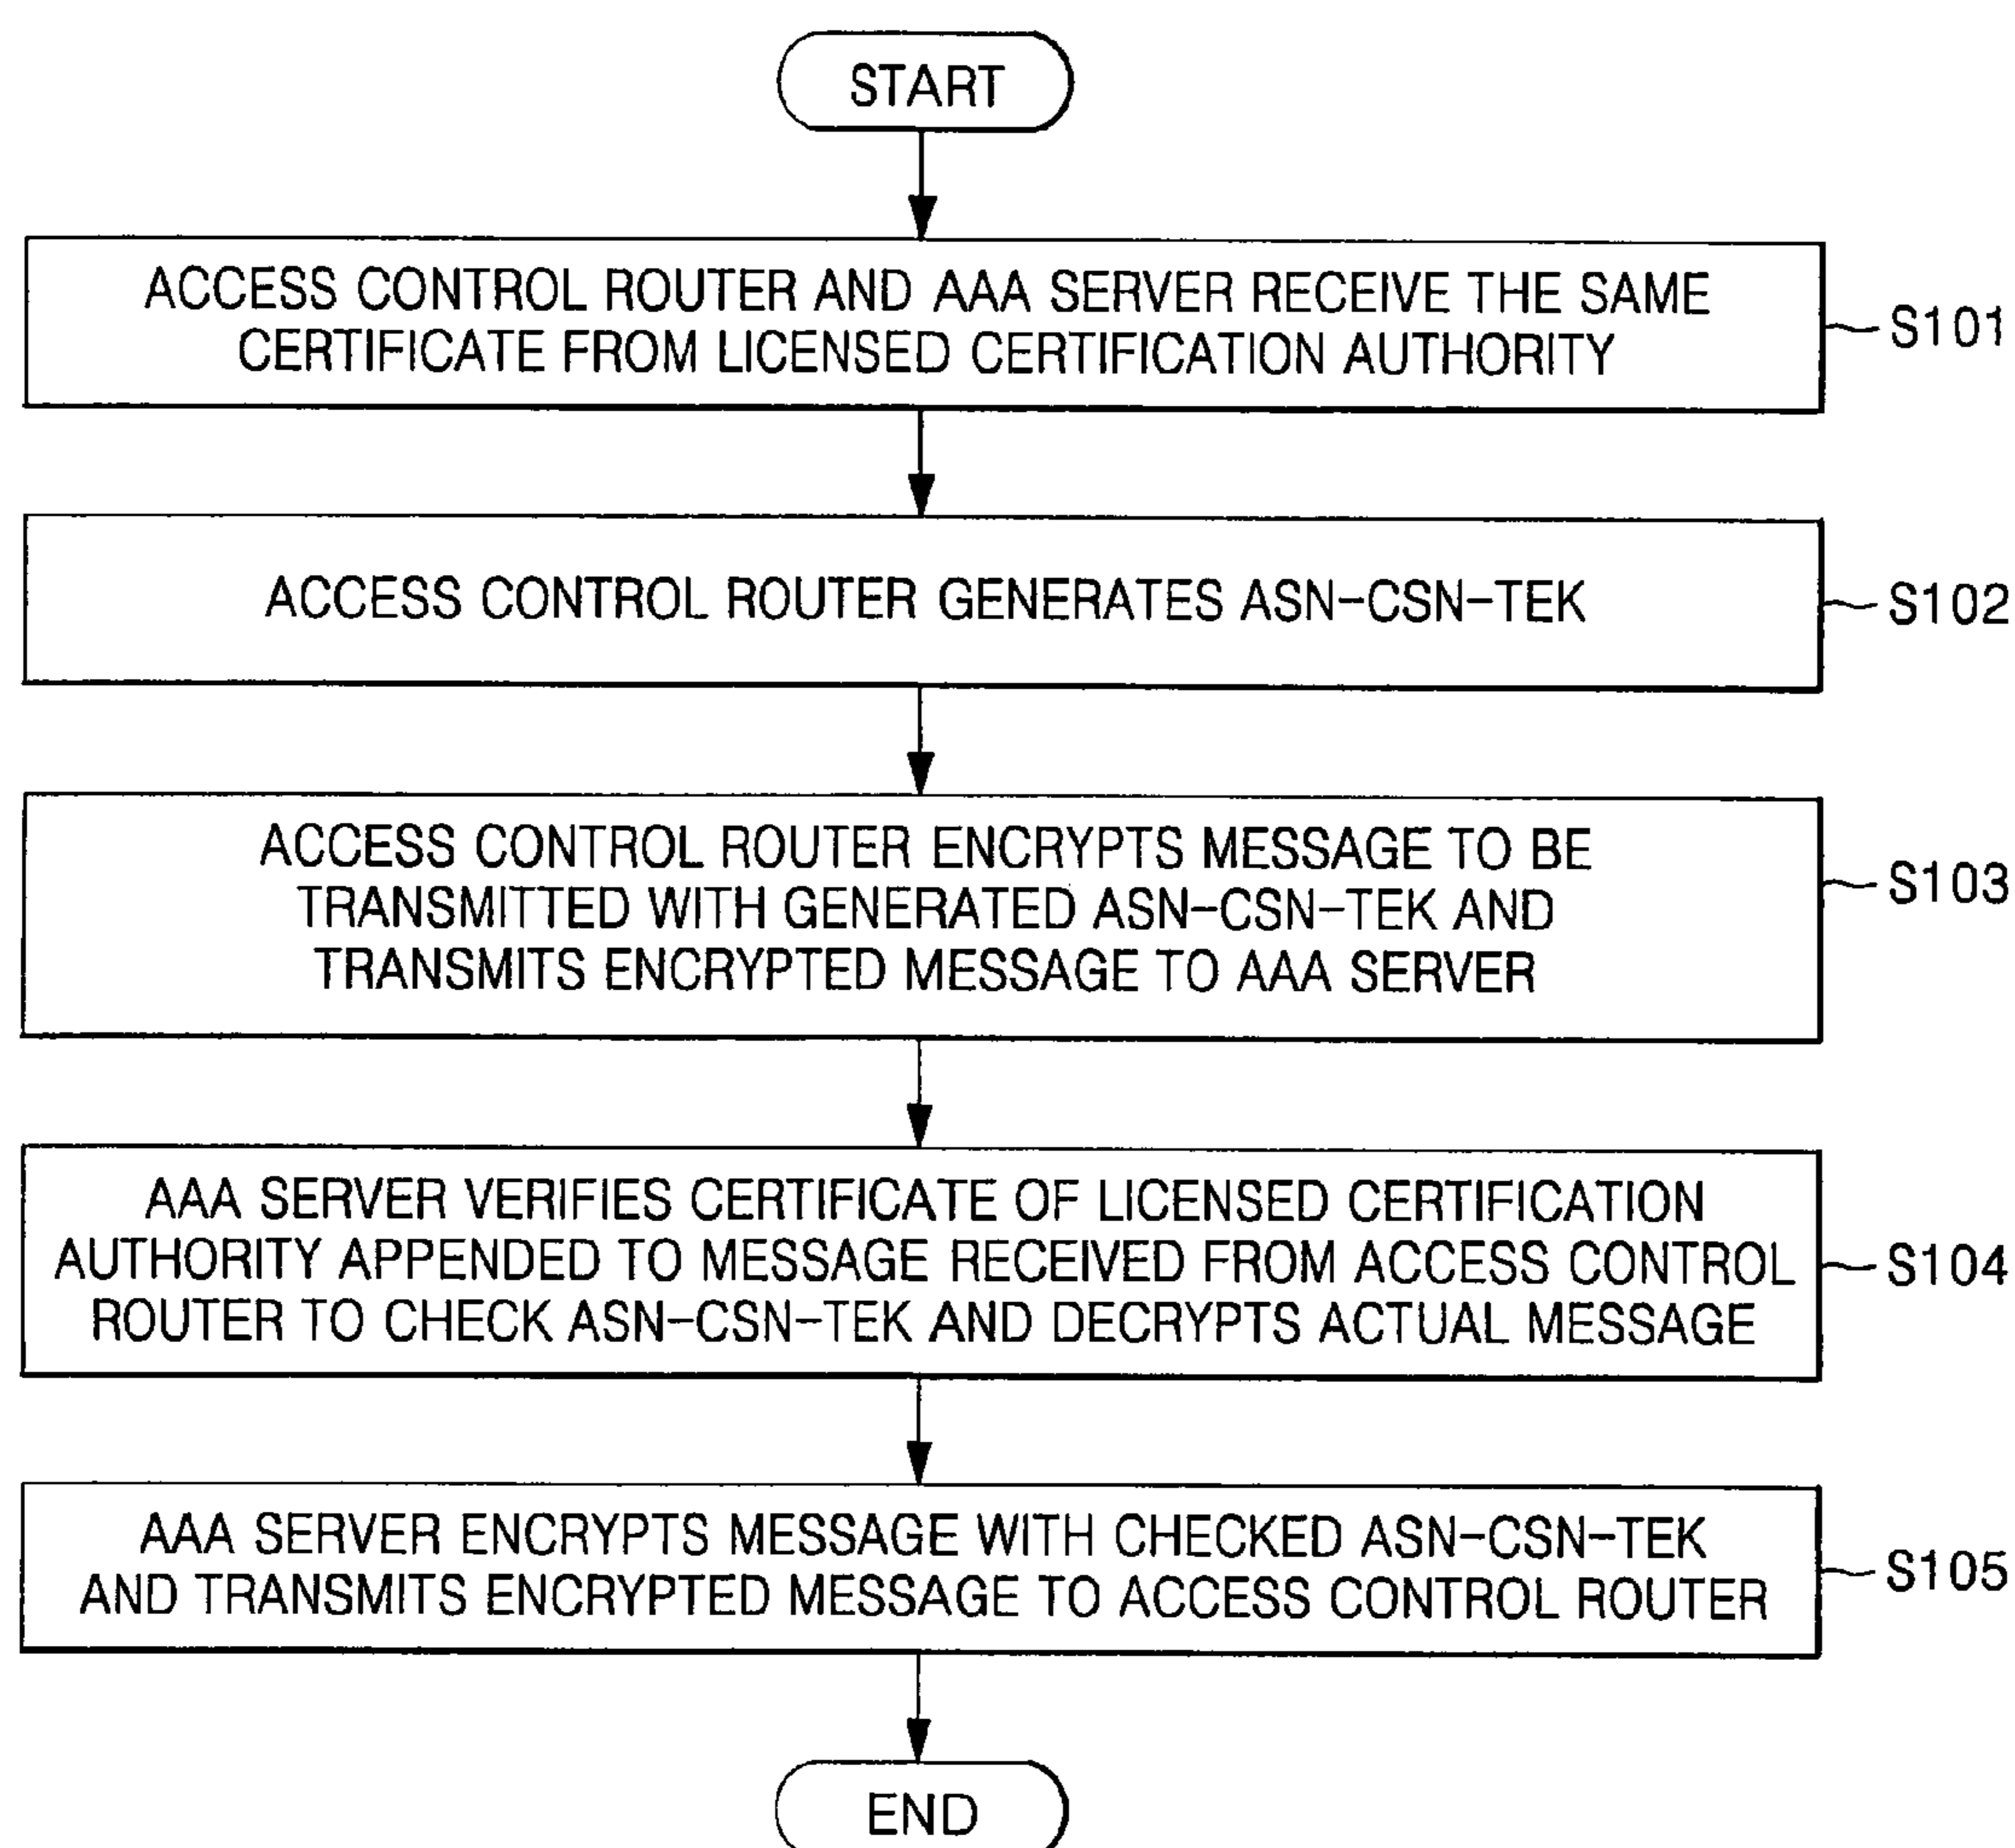 START
ACCESS CONTROL ROUTER AND AAA SERVER RECEIVE THE SAME
CERTIFICATE FROM LICENSED CERTIFICATION AUTHORITY
S101
ACCESS CONTROL ROUTER GENERATES ASN-CSN-TEK
S102
ACCESS CONTROL ROUTER ENCRYPTS MESSAGE TO BE
TRANSMITTED WITH GENERATED ASN-CSN-TEK AND
TRANSMITS ENCRYPTED MESSAGE TO AAA SERVER
S103
AAA SERVER VERIFIES CERTIFICATE OF LICENSED CERTIFICATION
AUTHORITY APPENDED TO MESSAGE RECEIVED FROM ACCESS CONTROL
ROUTER TO CHECK ASN-CSN-TEK AND DECRYPTS ACTUAL MESSAGE
S104
AAA SERVER ENCRYPTS MESSAGE WITH CHECKED ASN-CSN-TEK
AND TRANSMITS ENCRYPTED MESSAGE TO ACCESS CONTROL ROUTER
S105
END